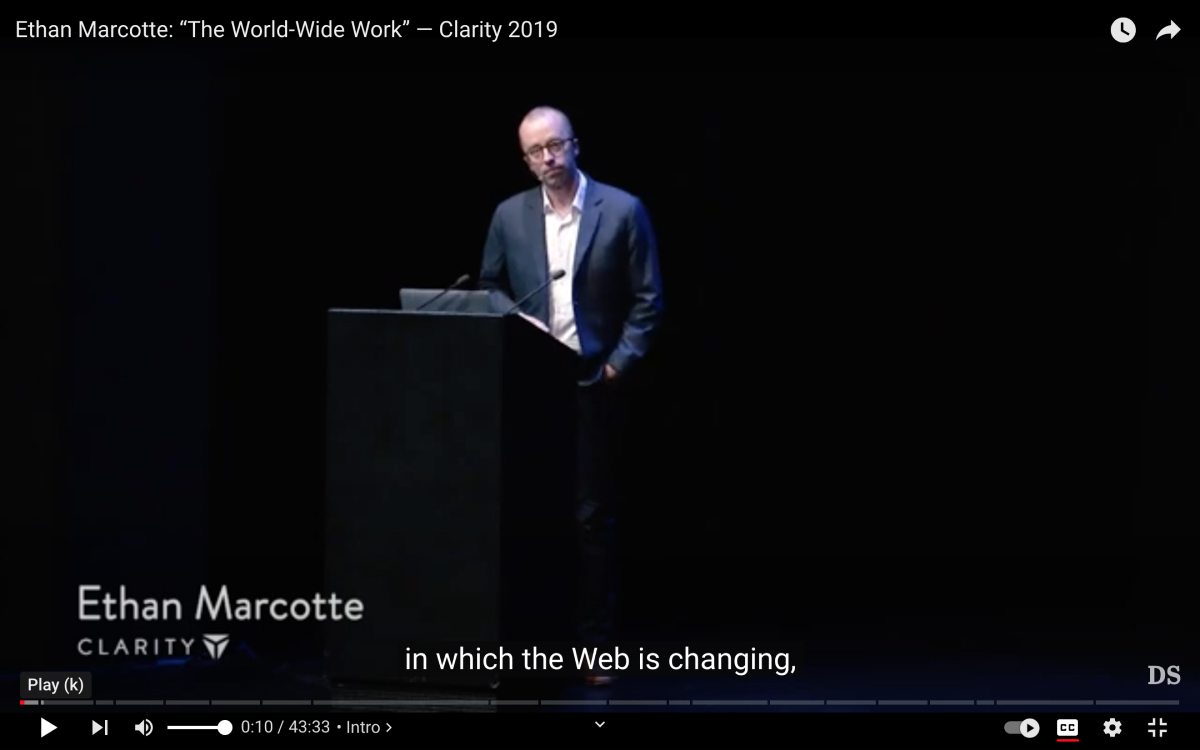 Ethan Marcotte: “The World-Wide Work” — Clarity 2019
Ethan Marcotte
CLARITY
in which the Web is changing,
DS
Play (k)
0:10 / 43:33 • Intro ›
CC